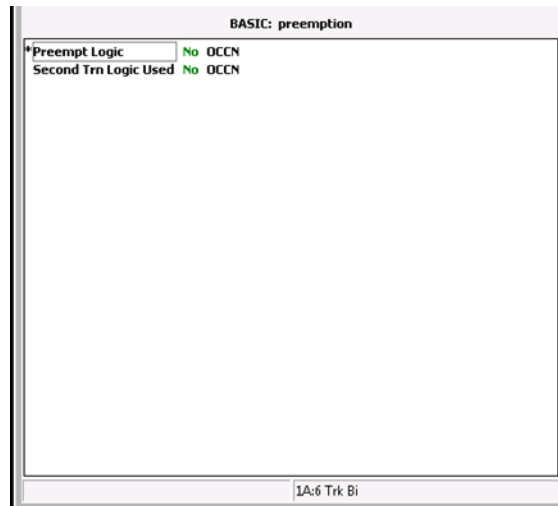 BASIC: preemption
*Preempt Logic No OCCN
Second Trn Logic Used No OCCN
1A:6 Trk Bi